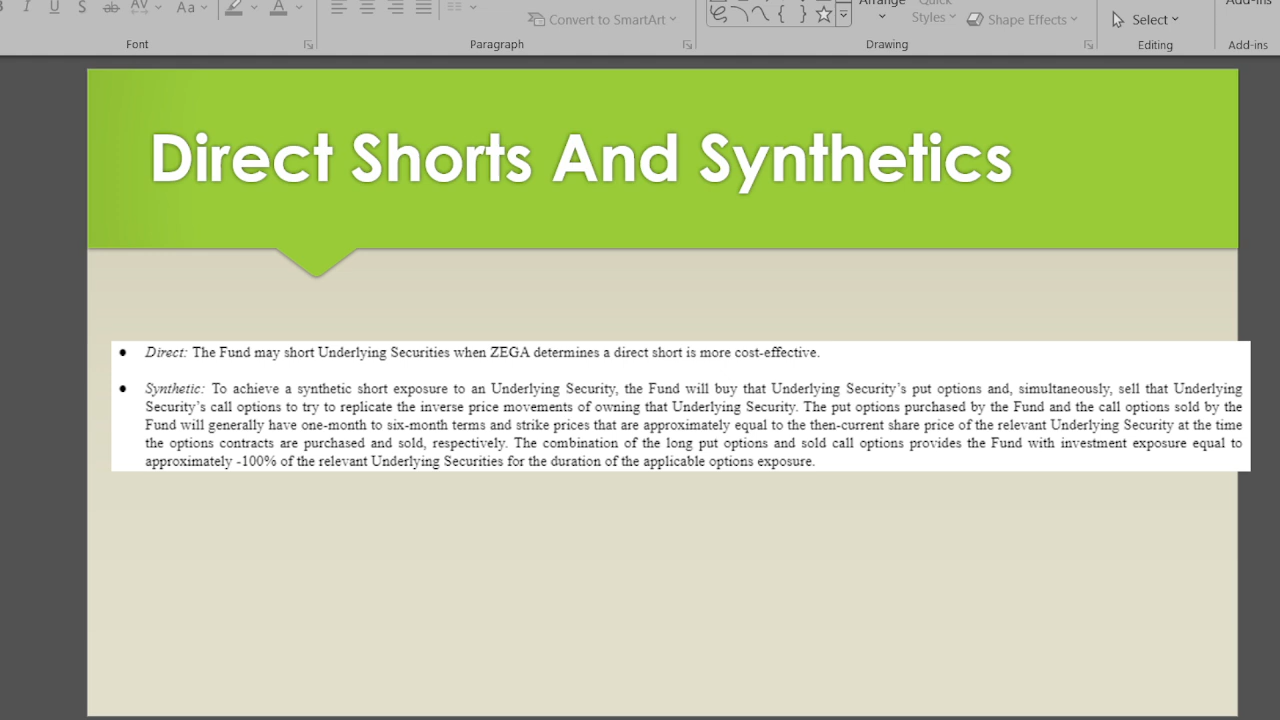 B I U S ab AV Aa A
Convert to SmartArt
Arrange
Quick
Styles
Shape Effects
Select
Add-ins
Font
Paragraph
Drawing
Editing
Add-ins
Direct Shorts And Synthetics
● Direct: The Fund may short Underlying Securities when ZEGA determines a direct short is more cost-effective.
● Synthetic: To achieve a synthetic short exposure to an Underlying Security, the Fund will buy that Underlying Security's put options and, simultaneously, sell that Underlying
Security's call options to try to replicate the inverse price movements of owning that Underlying Security. The put options purchased by the Fund and the call options sold by the
Fund will generally have one-month to six-month terms and strike prices that are approximately equal to the then-current share price of the relevant Underlying Security at the time
the options contracts are purchased and sold, respectively. The combination of the long put options and sold call options provides the Fund with investment exposure equal to
approximately -100% of the relevant Underlying Securities for the duration of the applicable options exposure.